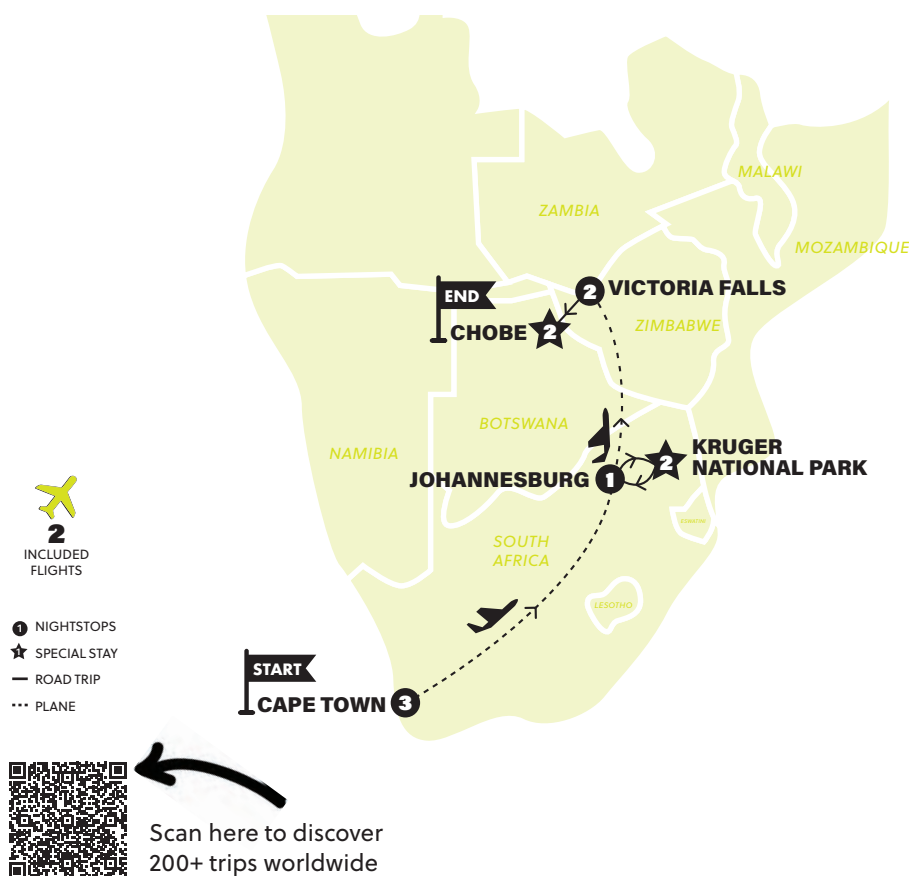 MALAWI
ZAMBIA
MOZAMBIQUE
END
2
VICTORIA FALLS
CHOBE
2
ZIMBABWE
BOTSWANA
NAMIBIA
KRUGER
NATIONAL PARK
2
JOHANNESBURG
1
SOUTH
AFRICA
LESOTHO
2
INCLUDED
FLIGHTS
1 NIGHTSTOPS
1 SPECIAL STAY
ROAD TRIP
PLANE
START
CAPE TOWN
3
Scan here to discover
200+ trips worldwide